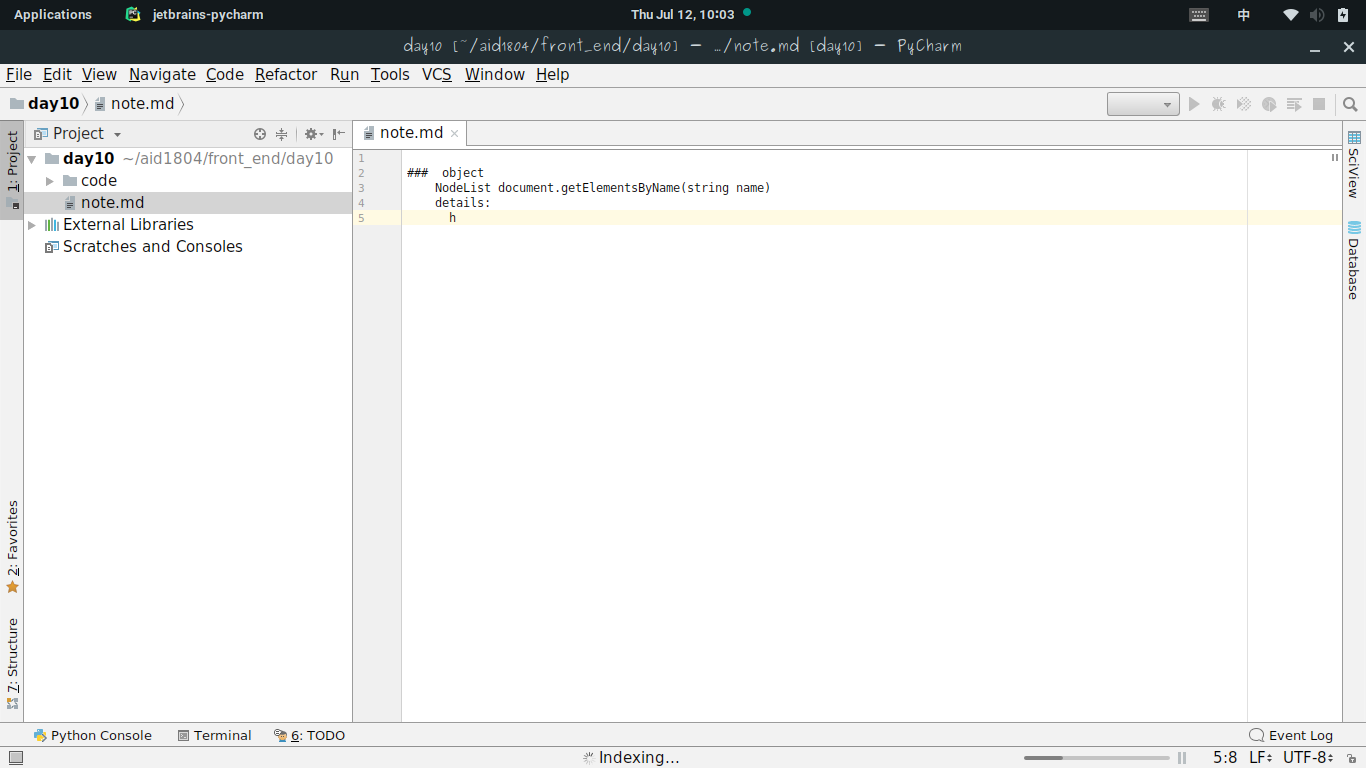 Applications jetbrains-pycharm Thu Jul 12, 10:03 中
day10 [~/aid1804/front_end/day10] – .../note.md [day10] – PyCharm
File Edit View Navigate Code Refactor Run Tools VCS Window Help
day10 note.md
1: Project
Project
note.md
day10 ~/aid1804/front_end/day10
code
note.md
External Libraries
Scratches and Consoles
1
2 ### object
3 NodeList document.getElementsByName(string name)
4 details:
5 h
SciView
Database
2: Favorites
7: Structure
Python Console Terminal 6: TODO Event Log
Indexing... 5:8 LF UTF-8